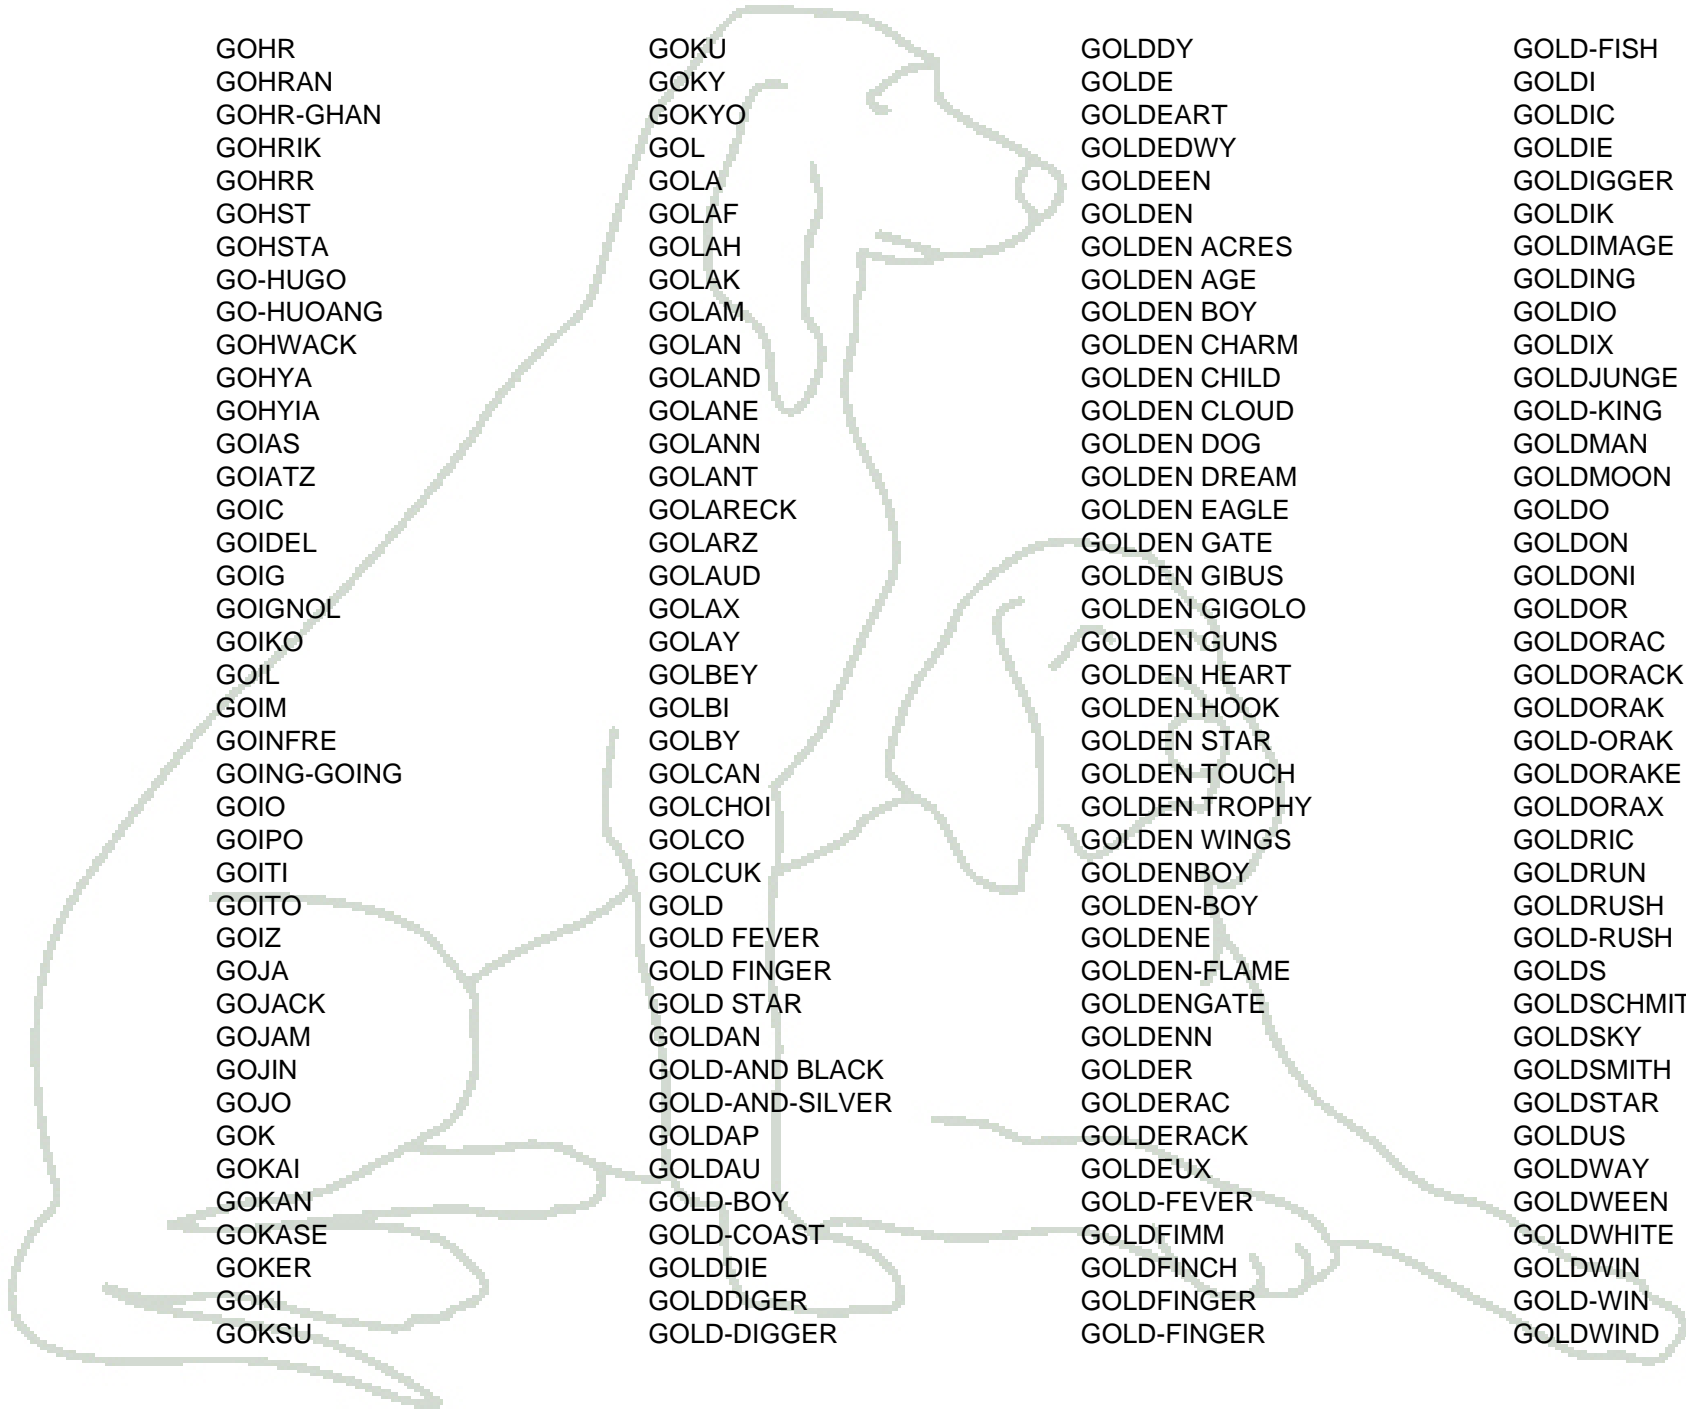 GOHR
GOHRAN
GOHR-GHAN
GOHRIK
GOHRR
GOHST
GOHSTA
GO-HUGO
GO-HUOANG
GOHWACK
GOHYA
GOHYIA
GOIAS
GOIATZ
GOIC
GOIDEL
GOIG
GOIGNOL
GOIKO
GOIL
GOIM
GOINFRE
GOING-GOING
GOIO
GOIPO
GOITI
GOITO
GOIZ
GOJA
GOJACK
GOJAM
GOJIN
GOJO
GOK
GOKAI
GOKAN
GOKASE
GOKER
GOKI
GOKSU
GOKU
GOKY
GOKYO
GOL
GOLA
GOLAF
GOLAH
GOLAK
GOLAM
GOLAN
GOLAND
GOLANE
GOLANN
GOLANT
GOLARECK
GOLARZ
GOLAUD
GOLAX
GOLAY
GOLBEY
GOLBI
GOLBY
GOLCAN
GOLCHOI
GOLCO
GOLCUK
GOLD
GOLD FEVER
GOLD FINGER
GOLD STAR
GOLDAN
GOLD-AND BLACK
GOLD-AND-SILVER
GOLDAP
GOLDAU
GOLD-BOY
GOLD-COAST
GOLDDIE
GOLDDIGER
GOLD-DIGGER
GOLDDY
GOLDE
GOLDEART
GOLDEDWY
GOLDEEN
GOLDEN
GOLDEN ACRES
GOLDEN AGE
GOLDEN BOY
GOLDEN CHARM
GOLDEN CHILD
GOLDEN CLOUD
GOLDEN DOG
GOLDEN DREAM
GOLDEN EAGLE
GOLDEN GATE
GOLDEN GIBUS
GOLDEN GIGOLO
GOLDEN GUNS
GOLDEN HEART
GOLDEN HOOK
GOLDEN STAR
GOLDEN TOUCH
GOLDEN TROPHY
GOLDEN WINGS
GOLDENBOY
GOLDEN-BOY
GOLDENE
GOLDEN-FLAME
GOLDENGATE
GOLDENN
GOLDER
GOLDERAC
GOLDERACK
GOLDEUX
GOLD-FEVER
GOLDFIMM
GOLDFINCH
GOLDFINGER
GOLD-FINGER
GOLD-FISH
GOLDI
GOLDIC
GOLDIE
GOLDIGGER
GOLDIK
GOLDIMAGE
GOLDING
GOLDIO
GOLDIX
GOLDJUNGE
GOLD-KING
GOLDMAN
GOLDMOON
GOLDO
GOLDON
GOLDONI
GOLDOR
GOLDORAC
GOLDORACK
GOLDORAK
GOLD-ORAK
GOLDORAKE
GOLDORAX
GOLDRIC
GOLDRUN
GOLDRUSH
GOLD-RUSH
GOLDS
GOLDSCHMIT
GOLDSKY
GOLDSMITH
GOLDSTAR
GOLDUS
GOLDWAY
GOLDWEEN
GOLDWHITE
GOLDWIN
GOLD-WIN
GOLDWIND